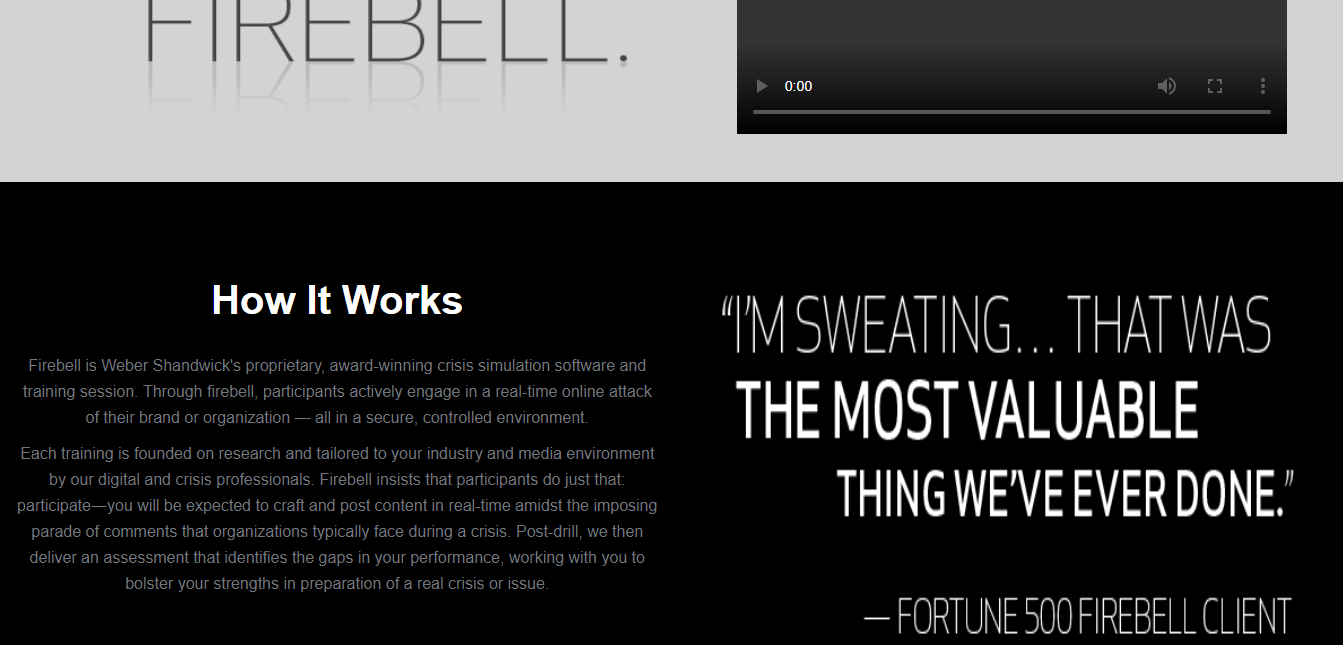 FIREBELL.
0:00
How It Works
Firebell is Weber Shandwick's proprietary, award-winning crisis simulation software and
training session. Through firebell, participants actively engage in a real-time online attack
of their brand or organization — all in a secure, controlled environment.
Each training is founded on research and tailored to your industry and media environment
by our digital and crisis professionals. Firebell insists that participants do just that:
participate—you will be expected to craft and post content in real-time amidst the imposing
parade of comments that organizations typically face during a crisis. Post-drill, we then
deliver an assessment that identifies the gaps in your performance, working with you to
bolster your strengths in preparation of a real crisis or issue.
“I’M SWEATING... THAT WAS
THE MOST VALUABLE
THING WE’VE EVER DONE.”
— FORTUNE 500 FIREBELL CLIENT